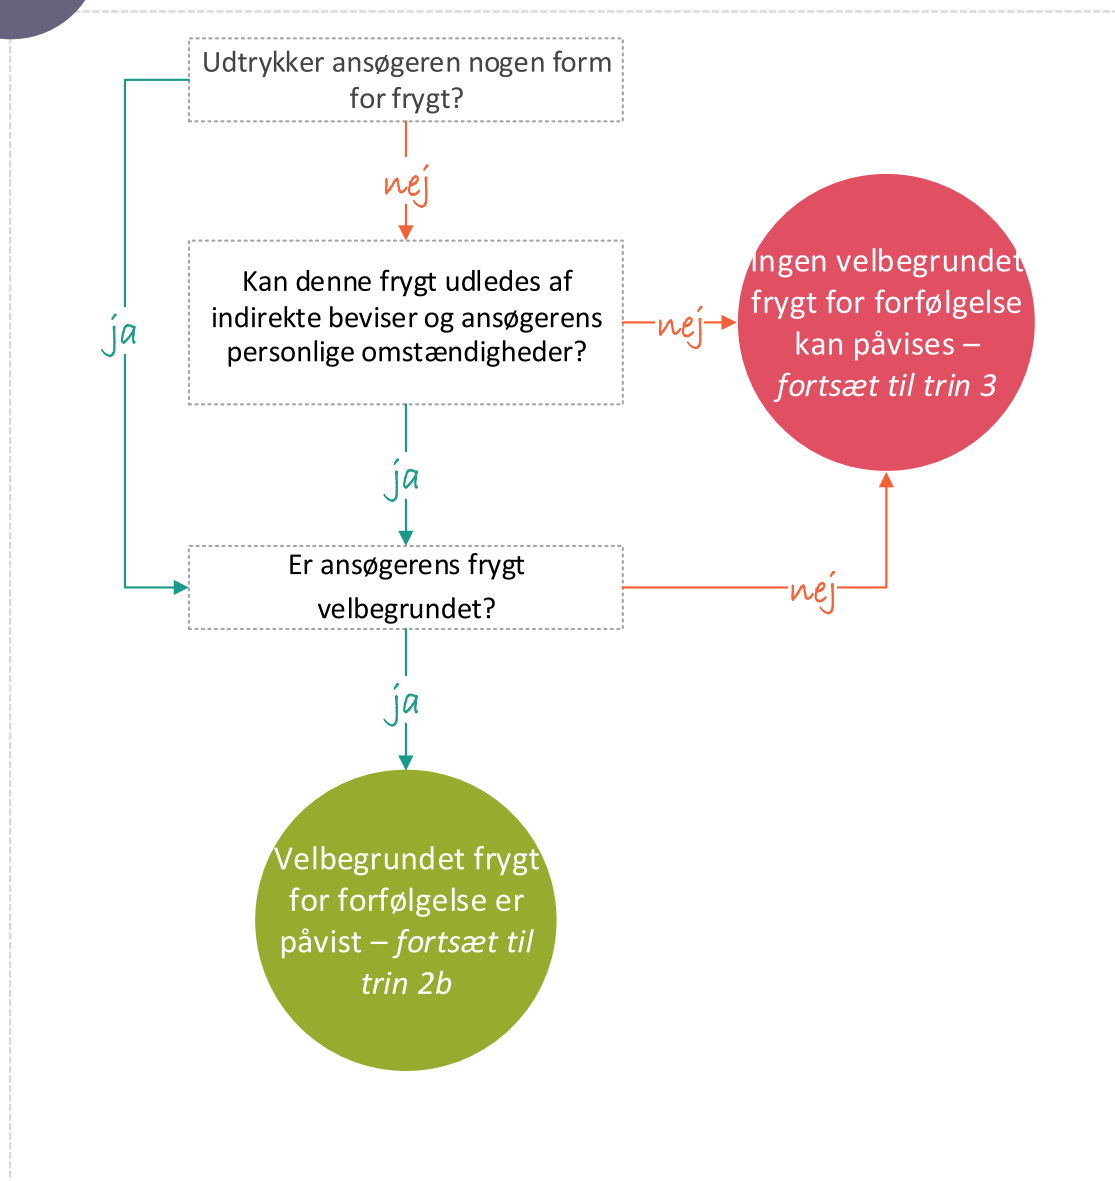 Udtrykker ansøgeren nogen form
for frygt?
nej
Kan denne frygt udledes af
indirekte beviser og ansøgerens
personlige omstændigheder?
nej
Ingen velbegrundet
frygt for forfølgelse
kan påvises –
fortsæt til trin 3
ja
ja
Er ansøgerens frygt
velbegrundet?
nej
ja
Velbegrundet frygt
for forfølgelse er
påvist – fortsæt til
trin 2b